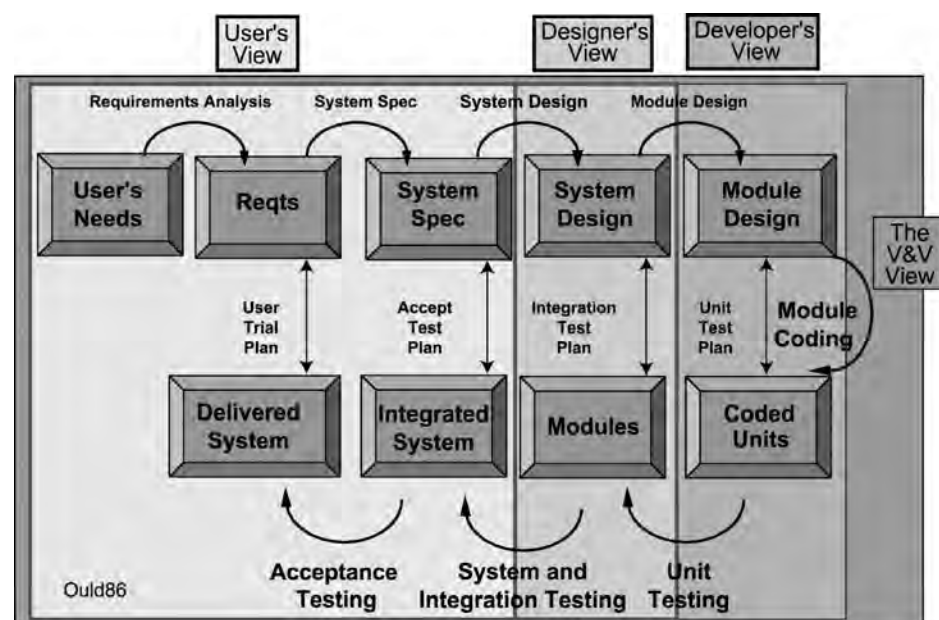 User's
View
Designer's
View
Developer's
View
Requirements Analysis
System Spec
System Design
Module Design
User's
Needs
Reqts
System
Spec
System
Design
Module
Design
The
V&V
View
User
Trial
Plan
Accept
Test
Plan
Integration
Test
Plan
Unit
Test
Plan
Module
Coding
Delivered
System
Integrated
System
Modules
Coded
Units
Acceptance
Testing
System and
Integration Testing
Unit
Testing
Ould86